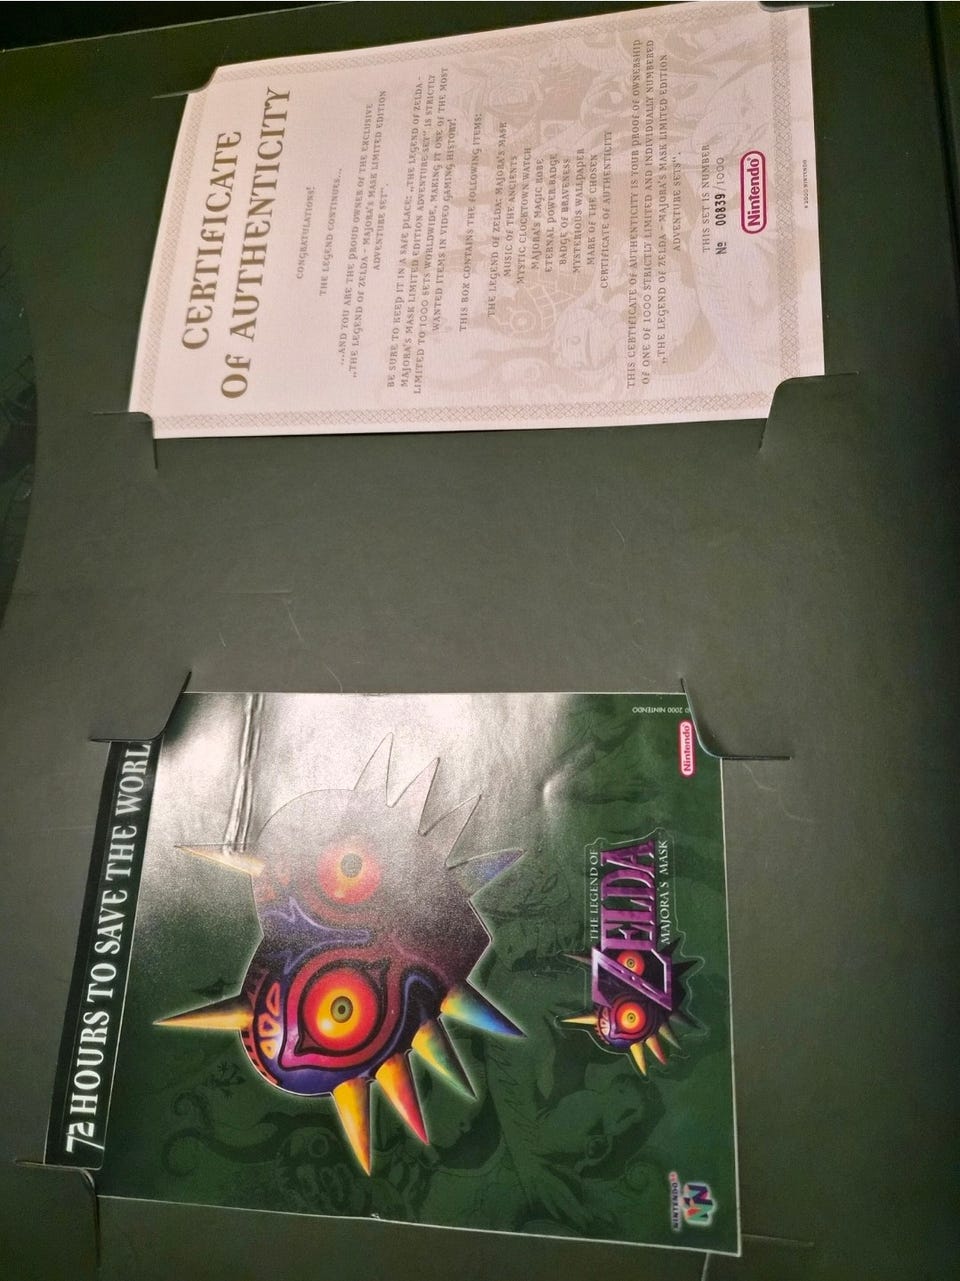 CERTIFICATE
OF AUTHENTICITY
CONGRATULATIONS!
THE LEGEND CONTINUES...
...AND YOU ARE THE PROUD OWNER OF THE EXCLUSIVE
„THE LEGEND OF ZELDA - MAJORA'S MASK LIMITED EDITION
ADVENTURE SET“.
BE SURE TO KEEP IT IN A SAFE PLACE: „THE LEGEND OF ZELDA -
MAJORA'S MASK LIMITED EDITION ADVENTURE SET“ IS STRICTLY
LIMITED TO 1000 SETS WORLDWIDE, MAKING IT ONE OF THE MOST
WANTED ITEMS IN VIDEO GAMING HISTORY!
THIS BOX CONTAINS THE FOLLOWING ITEMS:
THE LEGEND OF ZELDA: MAJORA'S MASK
MUSIC OF THE ANCIENTS
MYSTIC CLOCKTOWN WATCH
MAJORA'S MAGIC ROBE
ETERNAL POWER BADGE
BADGE OF BRAVENESS
MYSTERIOUS WALLPAPER
MARK OF THE CHOSEN
CERTIFICATE OF AUTHENTICITY
THIS CERTIFICATE OF AUTHENTICITY IS YOUR PROOF OF OWNERSHIP
OF ONE OF 1000 STRICTLY LIMITED AND INDIVIDUALLY NUMBERED
„THE LEGEND OF ZELDA - MAJORA'S MASK LIMITED EDITION
ADVENTURE SETS“.
THIS SET IS NUMBER
No 00839 /1000
Nintendo
© 2000 NINTENDO
72 HOURS TO SAVE THE WORL
THE LEGEND OF
ZELDA
MAJORA'S MASK
NINTENDO 64
Nintendo
© 2000 NINTENDO